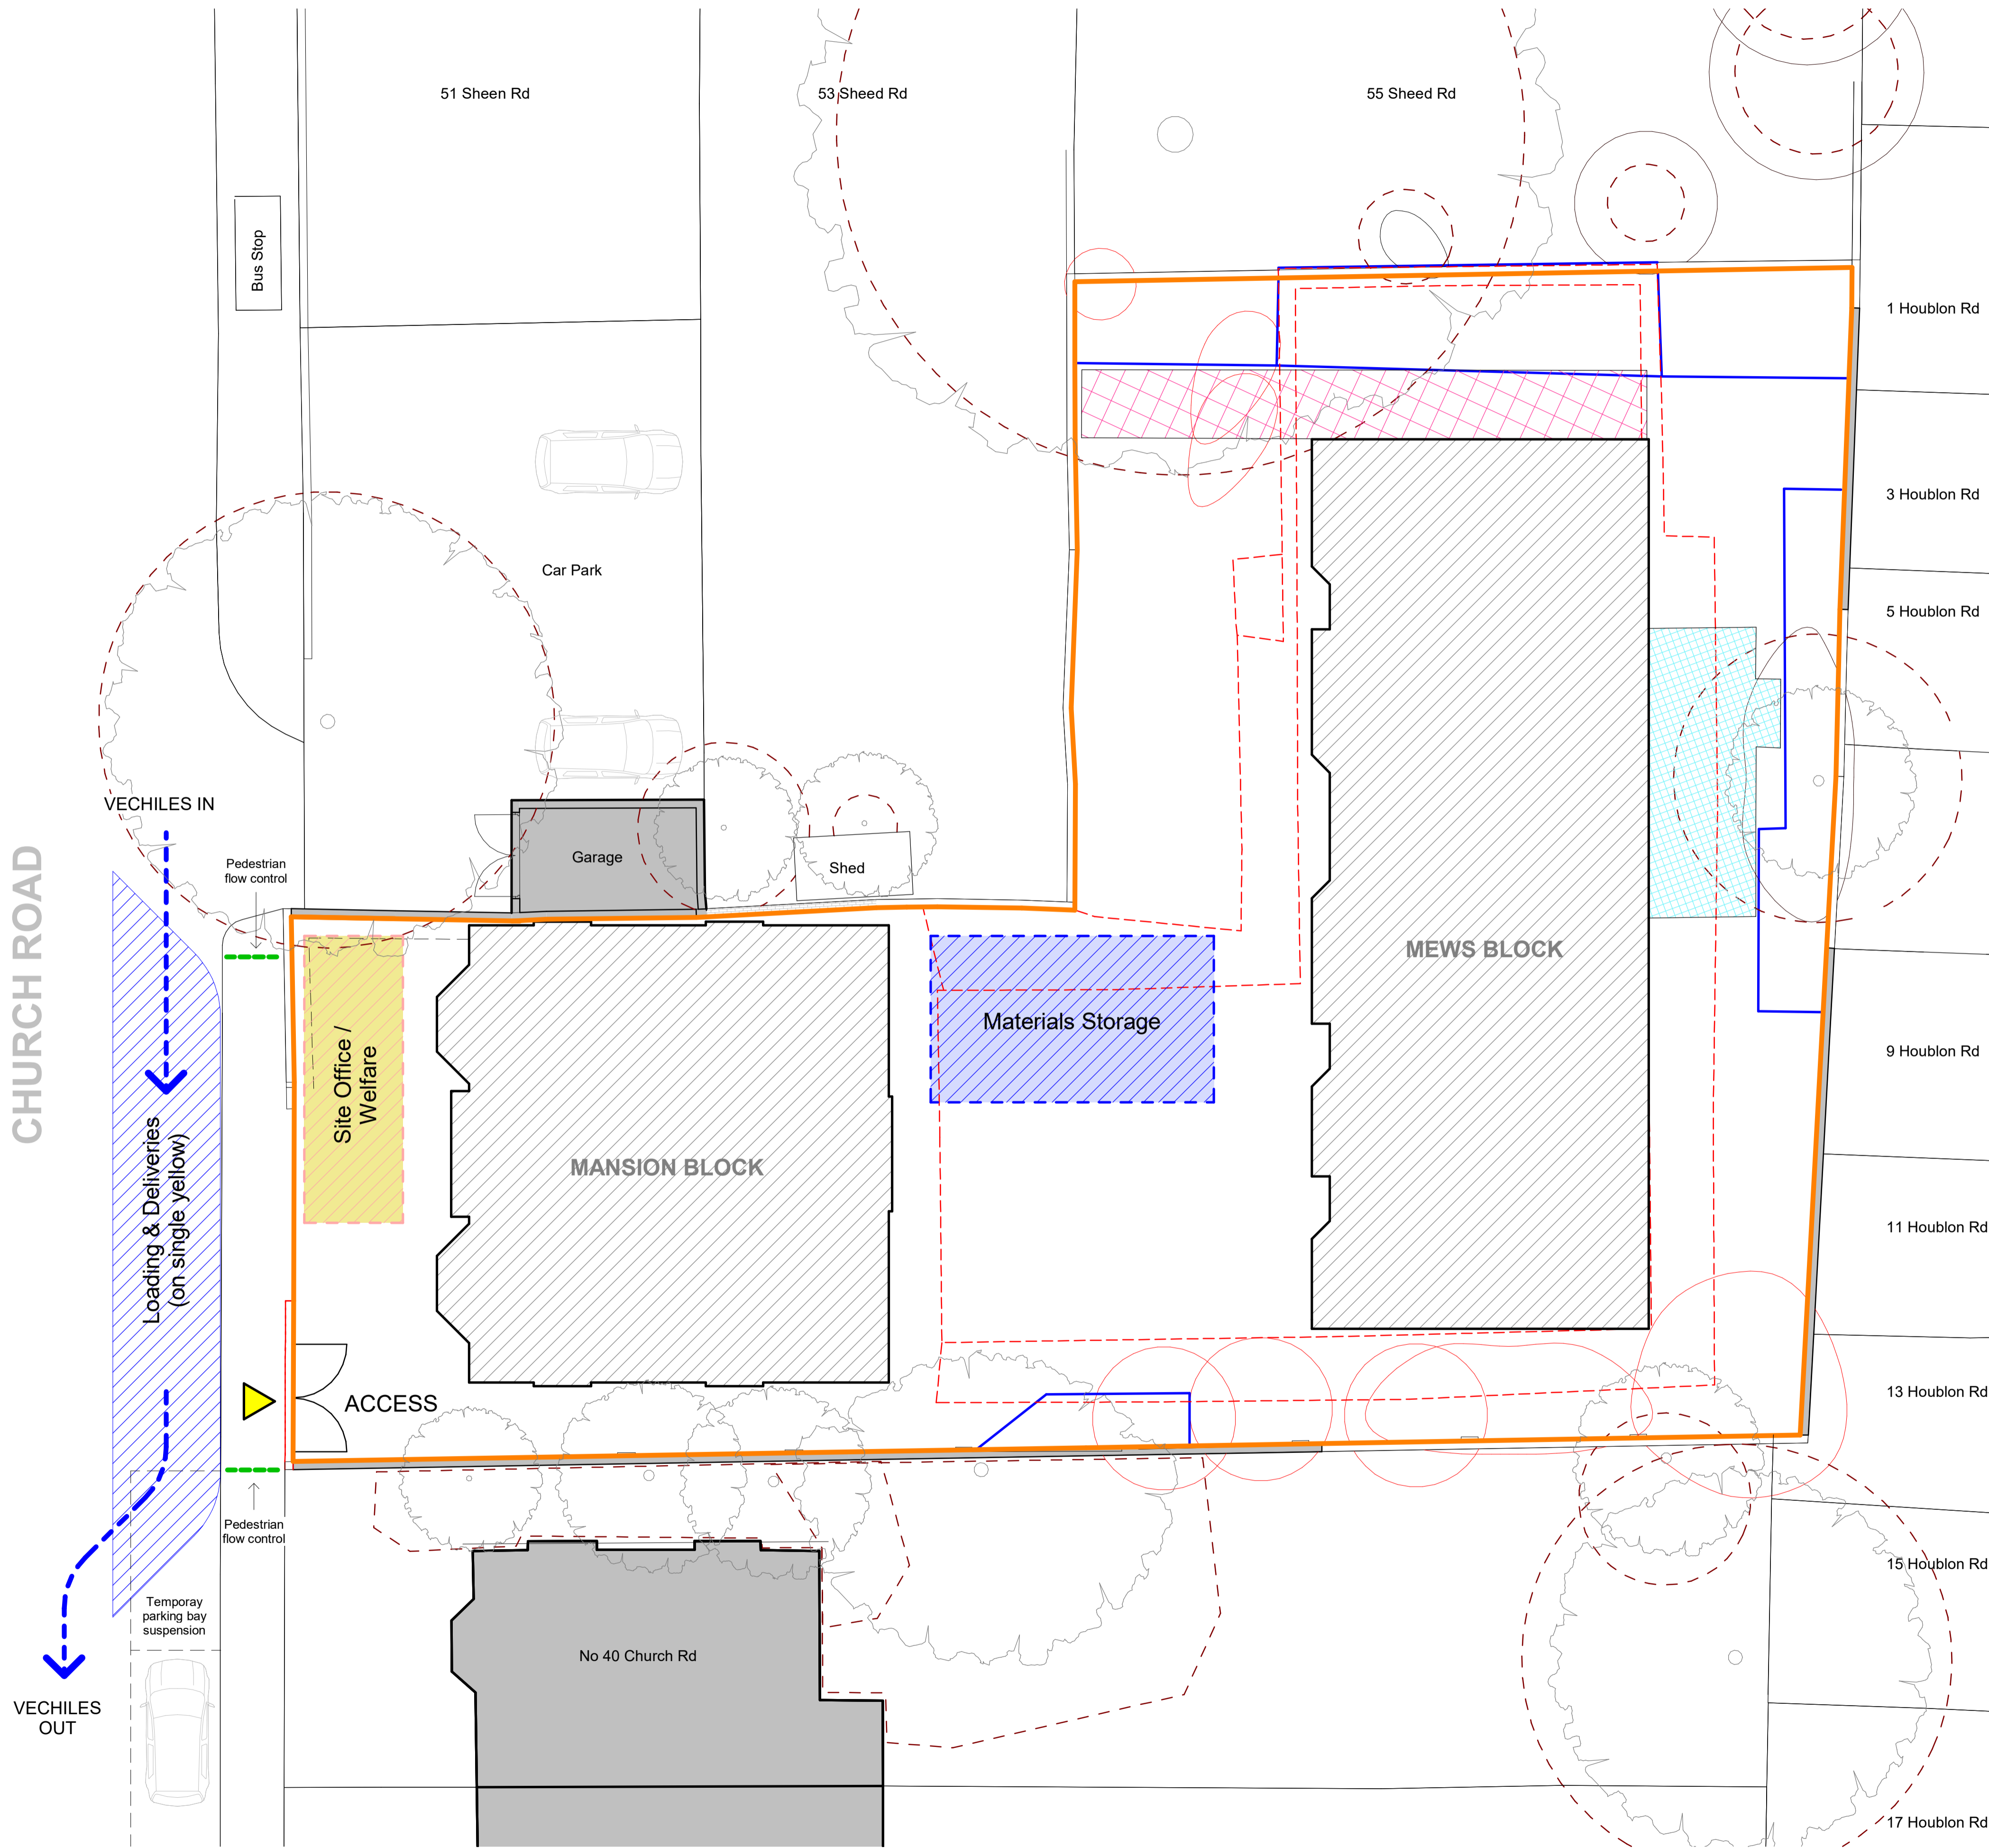 51 Sheen Rd
53 Sheed Rd
55 Sheed Rd
Bus Stop
1 Houblon Rd
3 Houblon Rd
Car Park
5 Houblon Rd
VECHILES IN
Pedestrian
flow control
Garage
Shed
CHURCH ROAD
MEWS BLOCK
Materials Storage
Site Office /
Welfare
9 Houblon Rd
MANSION BLOCK
Loading & Deliveries
(on single yellow)
11 Houblon Rd
ACCESS
13 Houblon Rd
Pedestrian
flow control
15 Houblon Rd
Temporay
parking bay
suspension
No 40 Church Rd
VECHILES
OUT
17 Houblon Rd